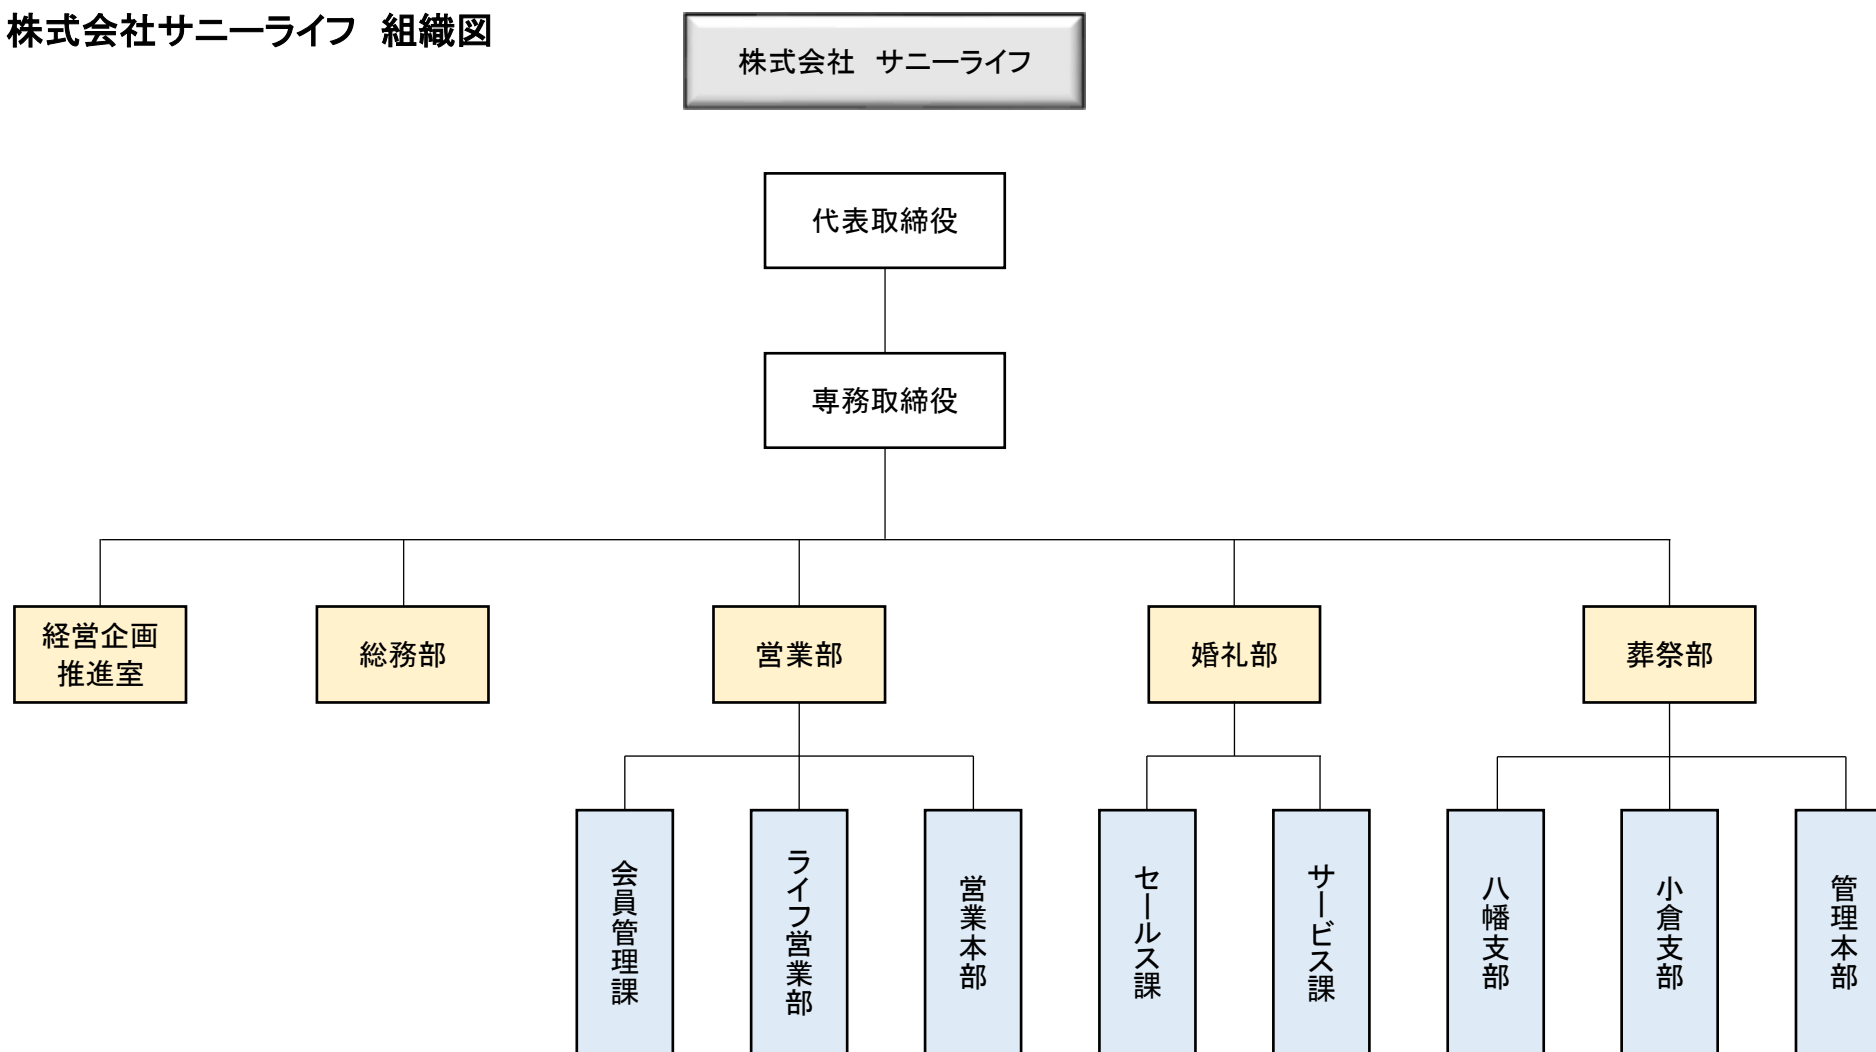 株式会社サニーライフ　組織図
株式会社　サニーライフ
代表取締役
専務取締役
経営企画
推進室
総務部
営業部
婚礼部
葬祭部
会員管理課
ライフ営業部
営業本部
セールス課
サービス課
八幡支部
小倉支部
管理本部